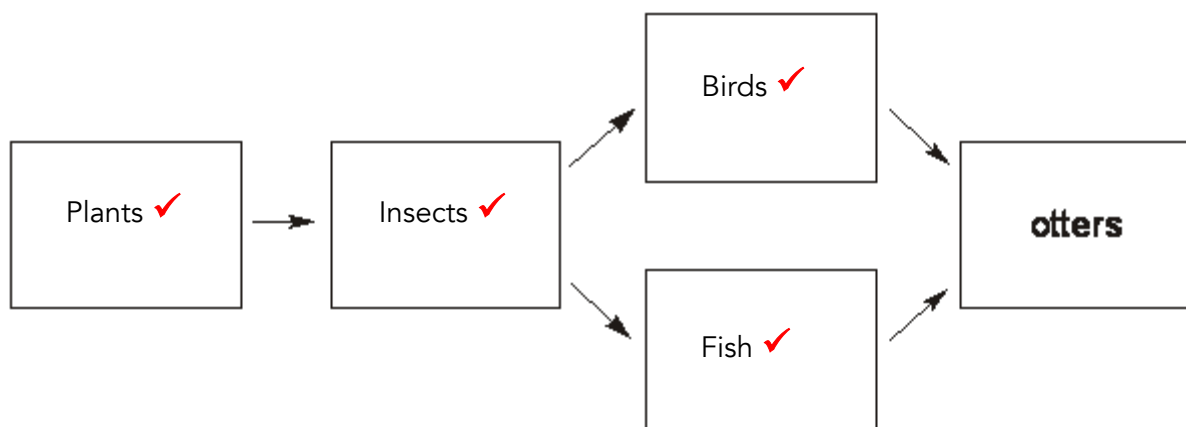 Birds ✓
Plants ✓
Insects ✓
otters
Fish ✓